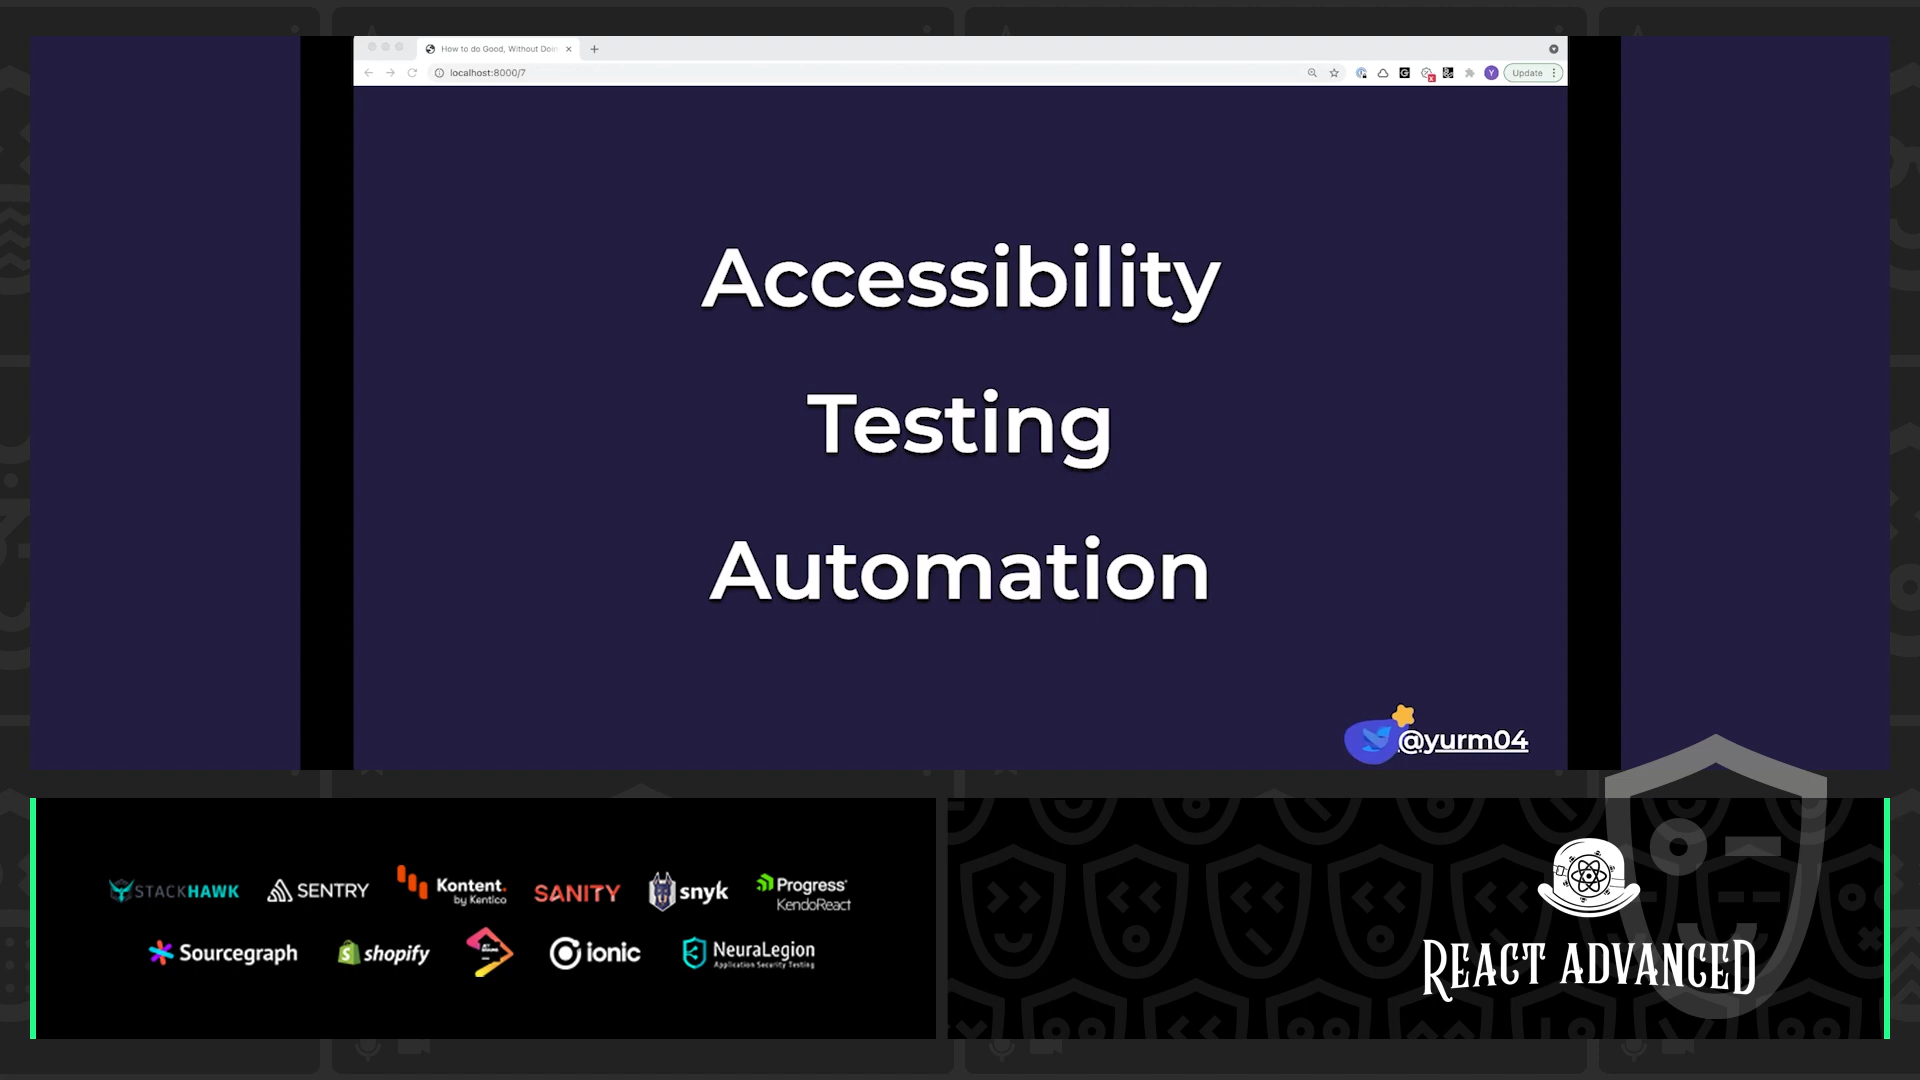 How to do Good, Without Doin
localhost:8000/7
Update
Accessibility
Testing
Automation
@yurm04
STACKHAWK
SENTRY
Kontent.
by Kentico
SANITY
snyk
Progress
KendoReact
Sourcegraph
shopify
ionic
NeuraLegion
Application Security Testing
REACT ADVANCED